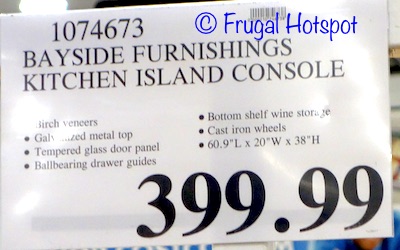 © Frugal Hotspot
1074673
BAYSIDE FURNISHINGS
KITCHEN ISLAND CONSOLE
Birch veneers
• Galvanized metal top
• Tempered glass door panel
• Ballbearing drawer guides
• Bottom shelf wine storage
• Cast iron wheels
• 60.9"L x 20"W x 38"H
399.99